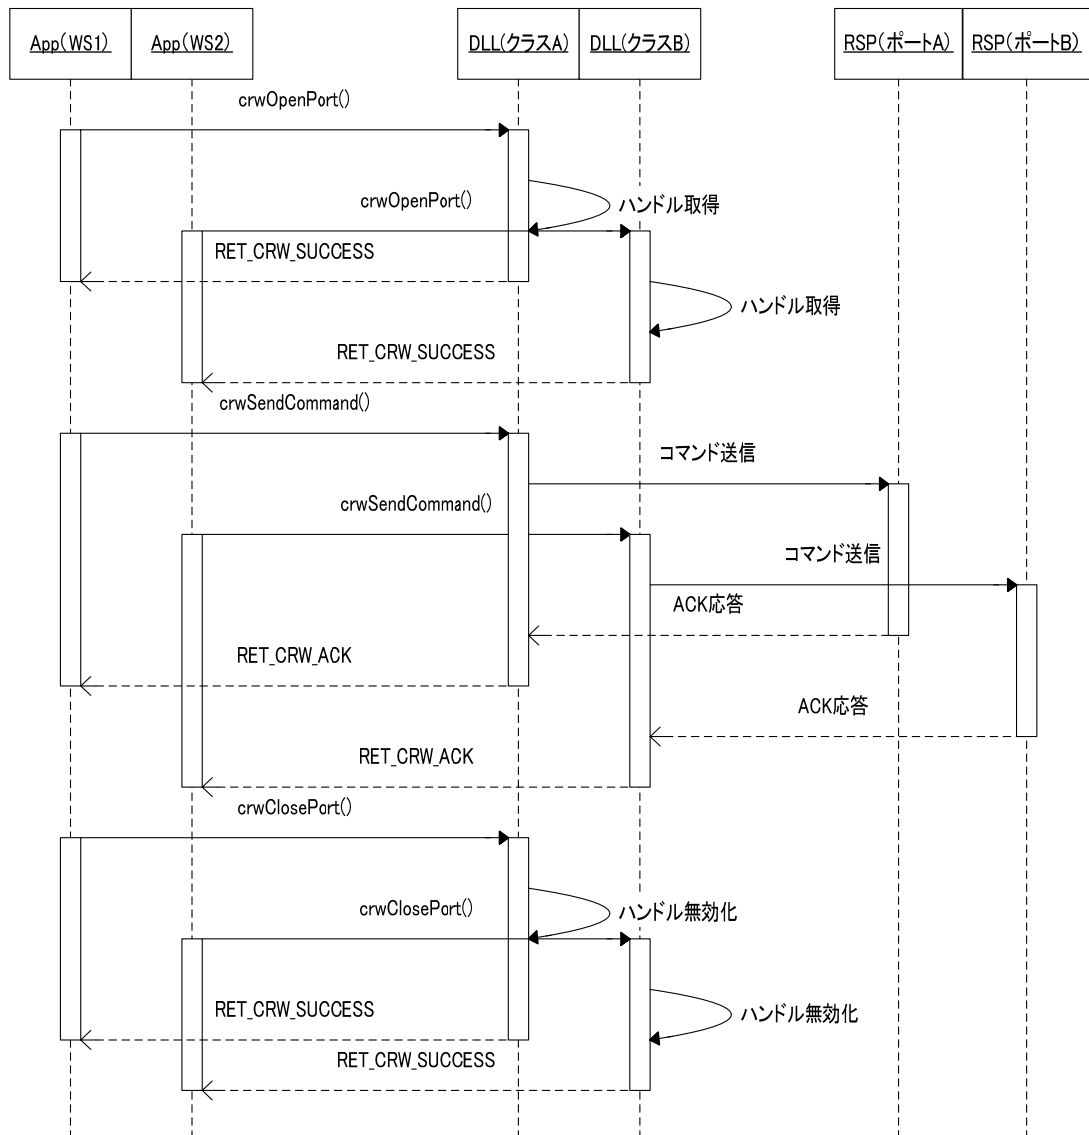 App(WS1)
App(WS2)
DLL(クラスA)
DLL(クラスB)
RSP(ポートA)
RSP(ポートB)
crwOpenPort()
crwOpenPort()
ハンドル取得
RET_CRW_SUCCESS
ハンドル取得
RET_CRW_SUCCESS
crwSendCommand()
コマンド送信
crwSendCommand()
コマンド送信
ACK応答
RET_CRW_ACK
ACK応答
RET_CRW_ACK
crwClosePort()
crwClosePort()
ハンドル無効化
RET_CRW_SUCCESS
ハンドル無効化
RET_CRW_SUCCESS